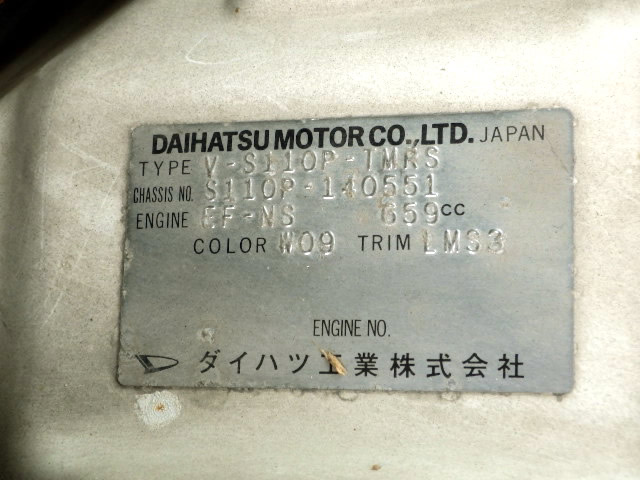 DAIHATSU MOTOR CO.,LTD. JAPAN
TYPE V-S110P-TMRS
CHASSIS NO. S110P-140551
ENGINE EF-NS 659cc
COLOR W09 TRIM LMS3
ENGINE NO.
ダイハツ工業株式会社